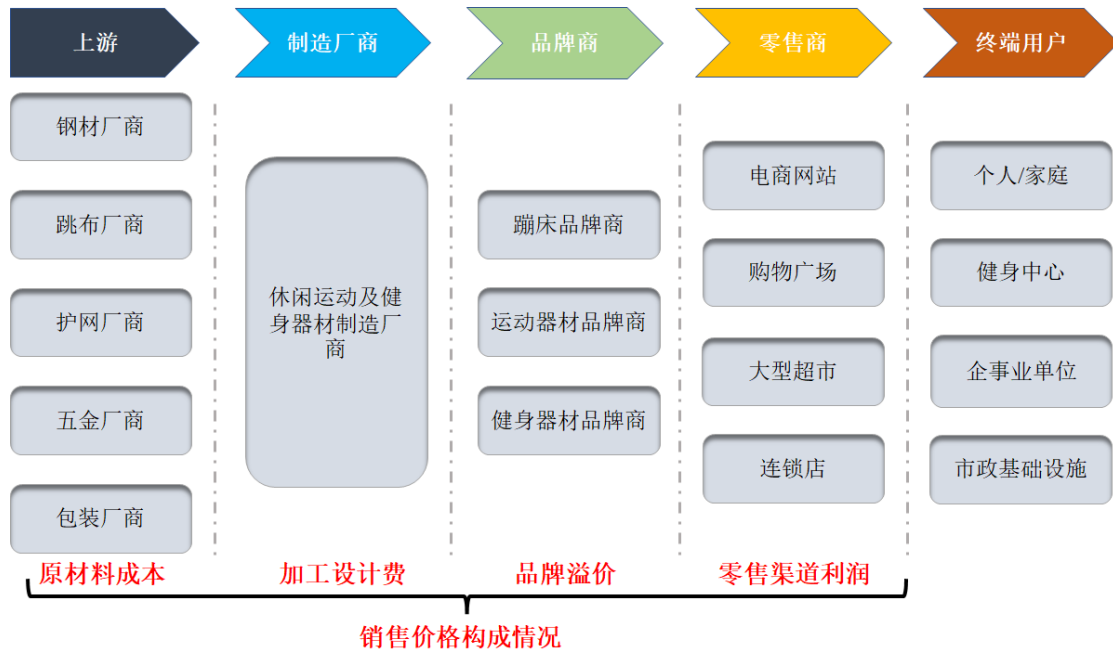 上游
制造厂商
品牌商
零售商
终端用户
钢材厂商
跳布厂商
护网厂商
五金厂商
包装厂商
休闲运动及健
身器材制造厂
商
蹦床品牌商
运动器材品牌商
健身器材品牌商
电商网站
购物广场
大型超市
连锁店
个人/家庭
健身中心
企事业单位
市政基础设施
原材料成本
加工设计费
品牌溢价
零售渠道利润
销售价格构成情况